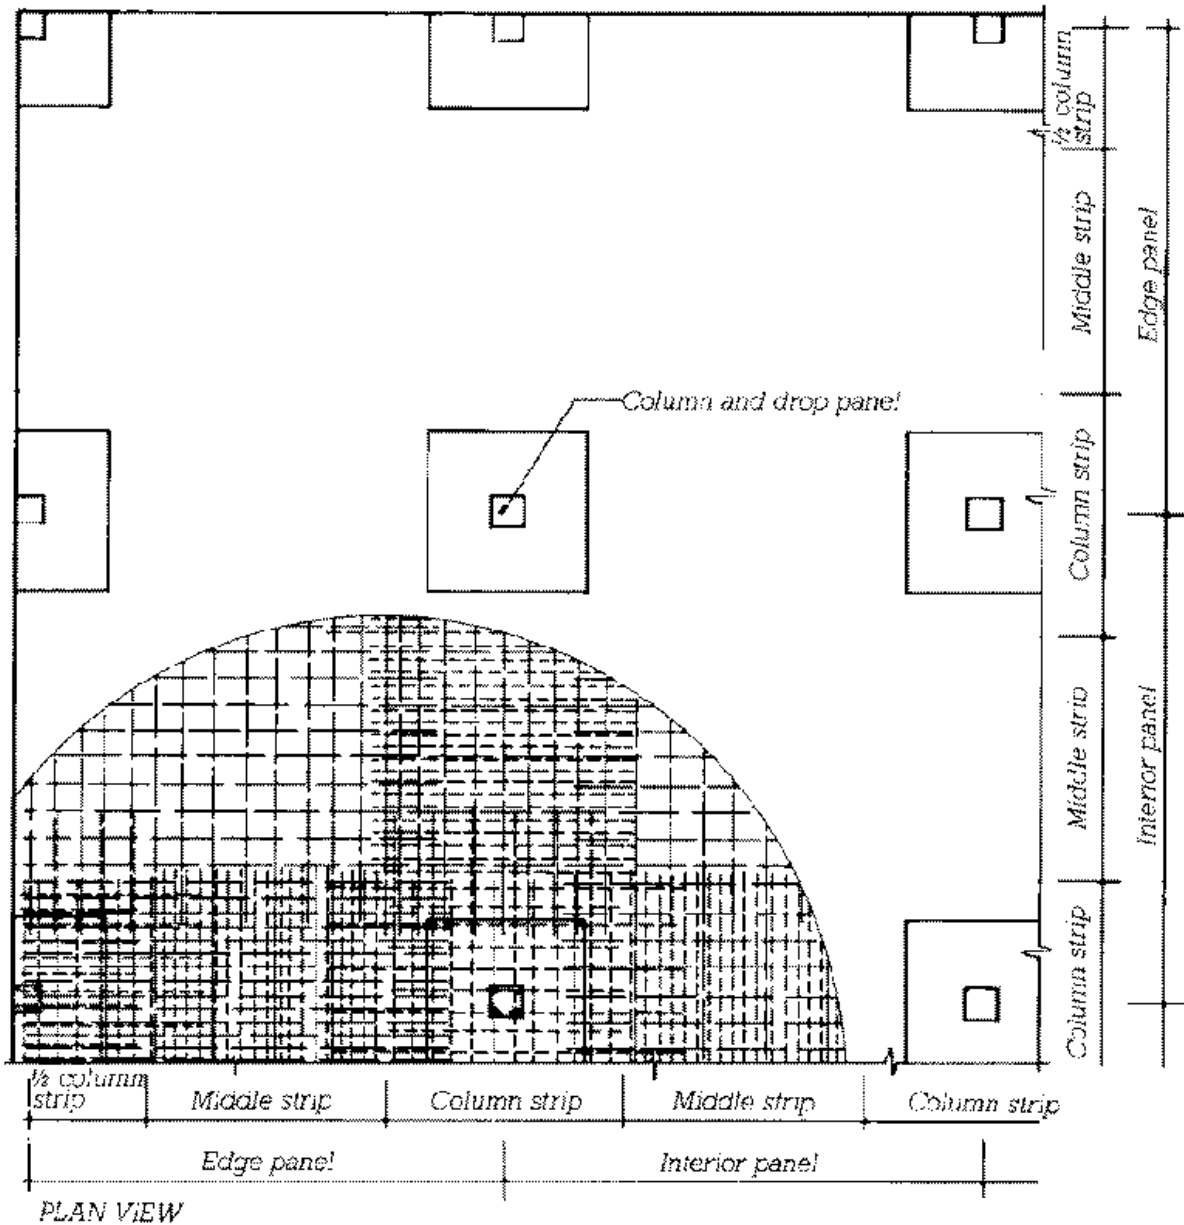 ½ column
strip
Middle strip
Edge panel
Column and drop panel
Column strip
Middle strip
Interior panel
Column strip
½ column
strip
Middle strip
Column strip
Middle strip
Column strip
Edge panel
Interior panel
PLAN VIEW